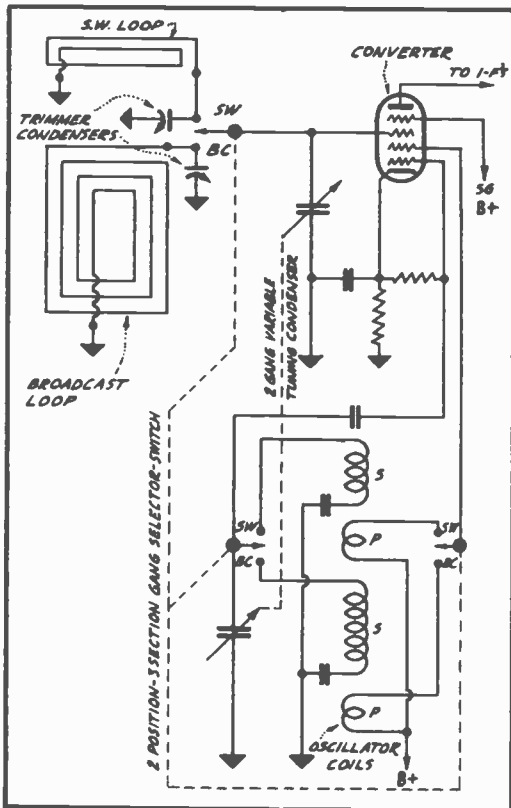 S.W. LOOP
CONVERTER
TO I-FT
TRIMMER
CONDENSERS
SW
BC
SG
B+
BROADCAST
LOOP
2 GANG VARIABLE
TUNING CONDENSER
2 POSITION-3 SECTION GANG SELECTOR-SWITCH
S
SW
BC
P
SW
BC
S
P
OSCILLATOR
COILS
B+